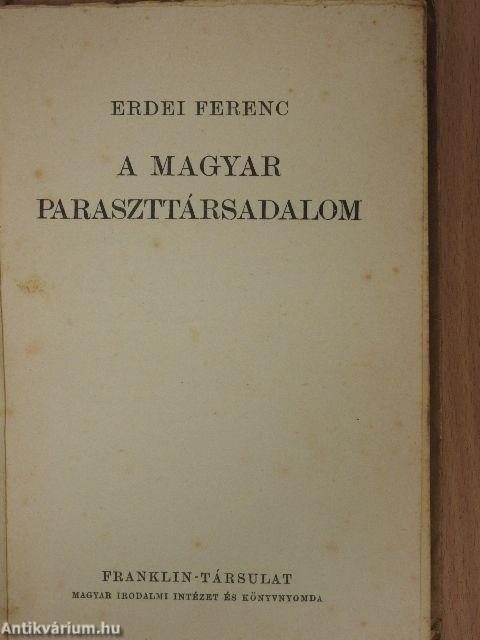 ERDEI FERENC
A MAGYAR
PARASZTTÁRSADALOM
FRANKLIN-TÁRSULAT
MAGYAR IRODALMI INTÉZET ÉS KÖNYVNYOMDA
Antikvárium.hu